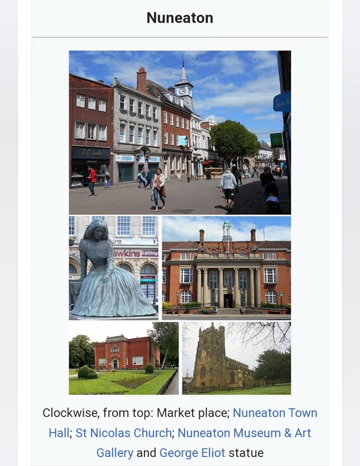 Nuneaton
Clockwise, from top: Market place; Nuneaton Town
Hall; St Nicolas Church; Nuneaton Museum & Art
Gallery and George Eliot statue